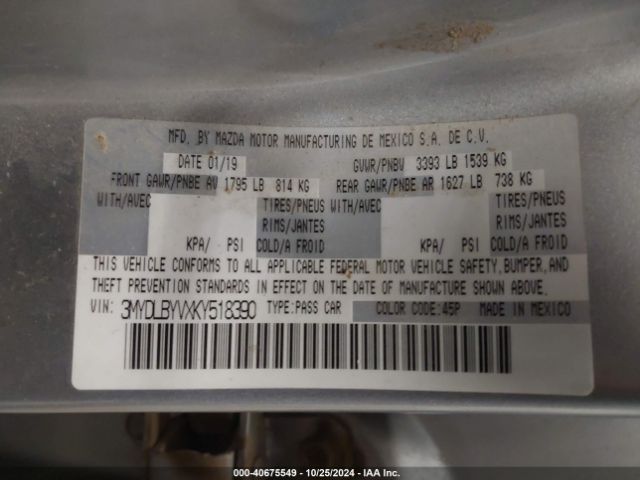 MFD. BY MAZDA MOTOR MANUFACTURING DE MEXICO S.A. DE C.V.
DATE 01/19 GVWR/PNBV 3393 LB 1539 KG
FRONT GAWR/PNBE AV 1795 LB 814 KG REAR GAWR/PNBE AR 1627 LB 738 KG
WITH/AVEC TIRES/PNEUS WITH/AVEC TIRES/PNEUS
RIMS/JANTES RIMS/JANTES
KPA/ PSI COLD/A FROID KPA/ PSI COLD/A FROID
THIS VEHICLE CONFORMS TO ALL APPLICABLE FEDERAL MOTOR VEHICLE SAFETY, BUMPER, AND
THEFT PREVENTION STANDARDS IN EFFECT ON THE DATE OF MANUFACTURE SHOWN ABOVE.
VIN: 3MYDLBYVXKY518390 TYPE:PASS CAR COLOR CODE:45P MADE IN MEXICO
000-40675549 - 10/25/2024 - IAA Inc.